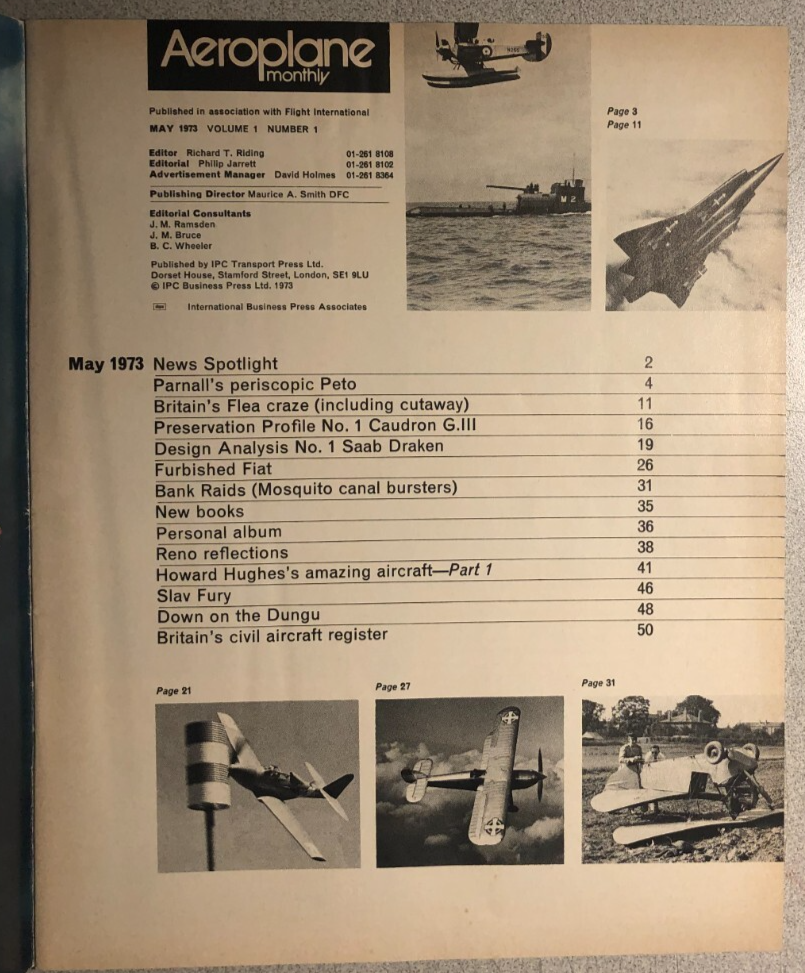 Aeroplane
monthly
Published in association with Flight International
MAY 1973 VOLUME 1 NUMBER 1
Editor Richard T. Riding 01-261 8108
Editorial Philip Jarrett 01-261 8102
Advertisement Manager David Holmes 01-261 8364
Publishing Director Maurice A. Smith DFC
Editorial Consultants
J. M. Ramsden
J. M. Bruce
B. C. Wheeler
Published by IPC Transport Press Ltd.
Dorset House, Stamford Street, London, SE1 9LU
© IPC Business Press Ltd. 1973
International Business Press Associates
M 2
Page 3
Page 11
May 1973 News Spotlight 2
Parnall's periscopic Peto 4
Britain's Flea craze (including cutaway) 11
Preservation Profile No. 1 Caudron G.III 16
Design Analysis No. 1 Saab Draken 19
Furbished Fiat 26
Bank Raids (Mosquito canal bursters) 31
New books 35
Personal album 36
Reno reflections 38
Howard Hughes's amazing aircraft—Part 1 41
Slav Fury 46
Down on the Dungu 48
Britain's civil aircraft register 50
Page 21
Page 27
Page 31